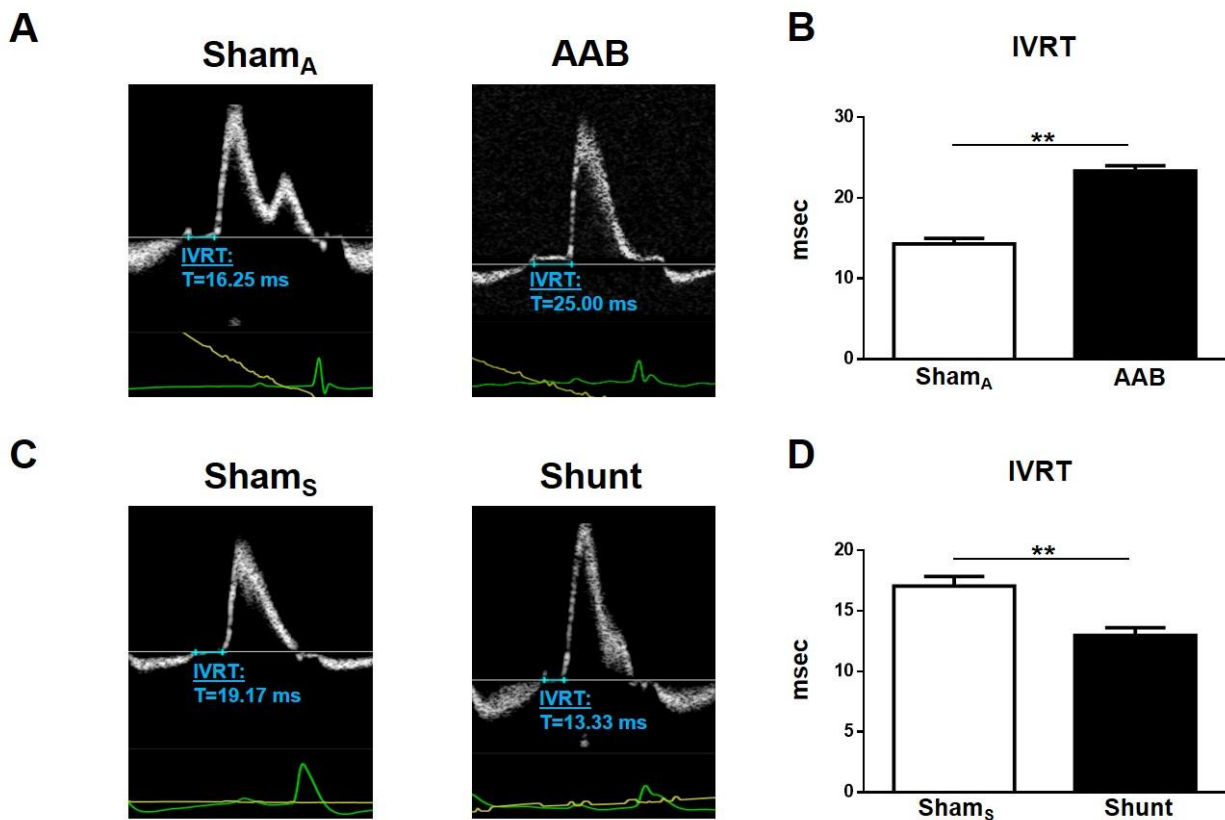 A
Sham_A
AAB
IVRT:
T=16.25 ms
IVRT:
T=25.00 ms
B
IVRT
msec
30
20
10
0
**
Sham_A
AAB
C
Sham_S
Shunt
IVRT:
T=19.17 ms
IVRT:
T=13.33 ms
D
IVRT
msec
20
15
10
5
0
**
Sham_S
Shunt